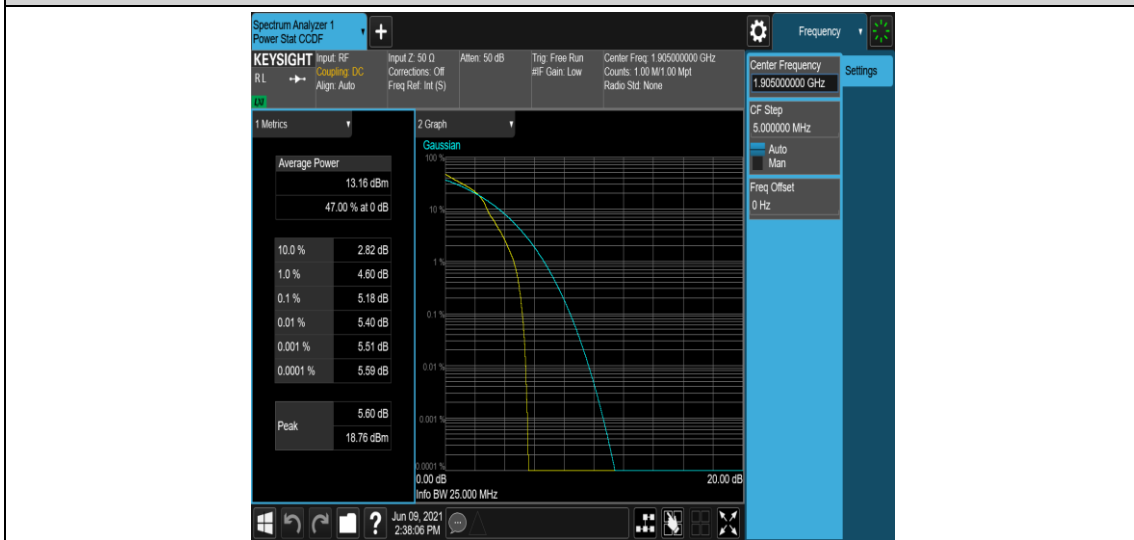 Spectrum Analyzer 1
Power Stat CCDF
+
Frequency
KEYSIGHT
RL
Input: RF
Coupling: DC
Align: Auto
Input Z: 50 Ω
Corrections: Off
Freq Ref: Int (S)
Atten: 50 dB
Trig: Free Run
#IF Gain: Low
Center Freq: 1.905000000 GHz
Counts: 1.00 M/1.00 Mpt
Radio Std: None
Center Frequency
1.905000000 GHz
Settings
CF Step
5.000000 MHz
Auto
Man
Freq Offset
0 Hz
1 Metrics
Average Power
13.16 dBm
47.00 % at 0 dB
10.0 % 2.82 dB
1.0 % 4.60 dB
0.1 % 5.18 dB
0.01 % 5.40 dB
0.001 % 5.51 dB
0.0001 % 5.59 dB
Peak
5.60 dB
18.76 dBm
2 Graph
Gaussian
100 %
10 %
1 %
0.1 %
0.01 %
0.001 %
0.0001 %
0.00 dB
20.00 dB
Info BW 25.000 MHz
?
Jun 09, 2021
2:38:06 PM